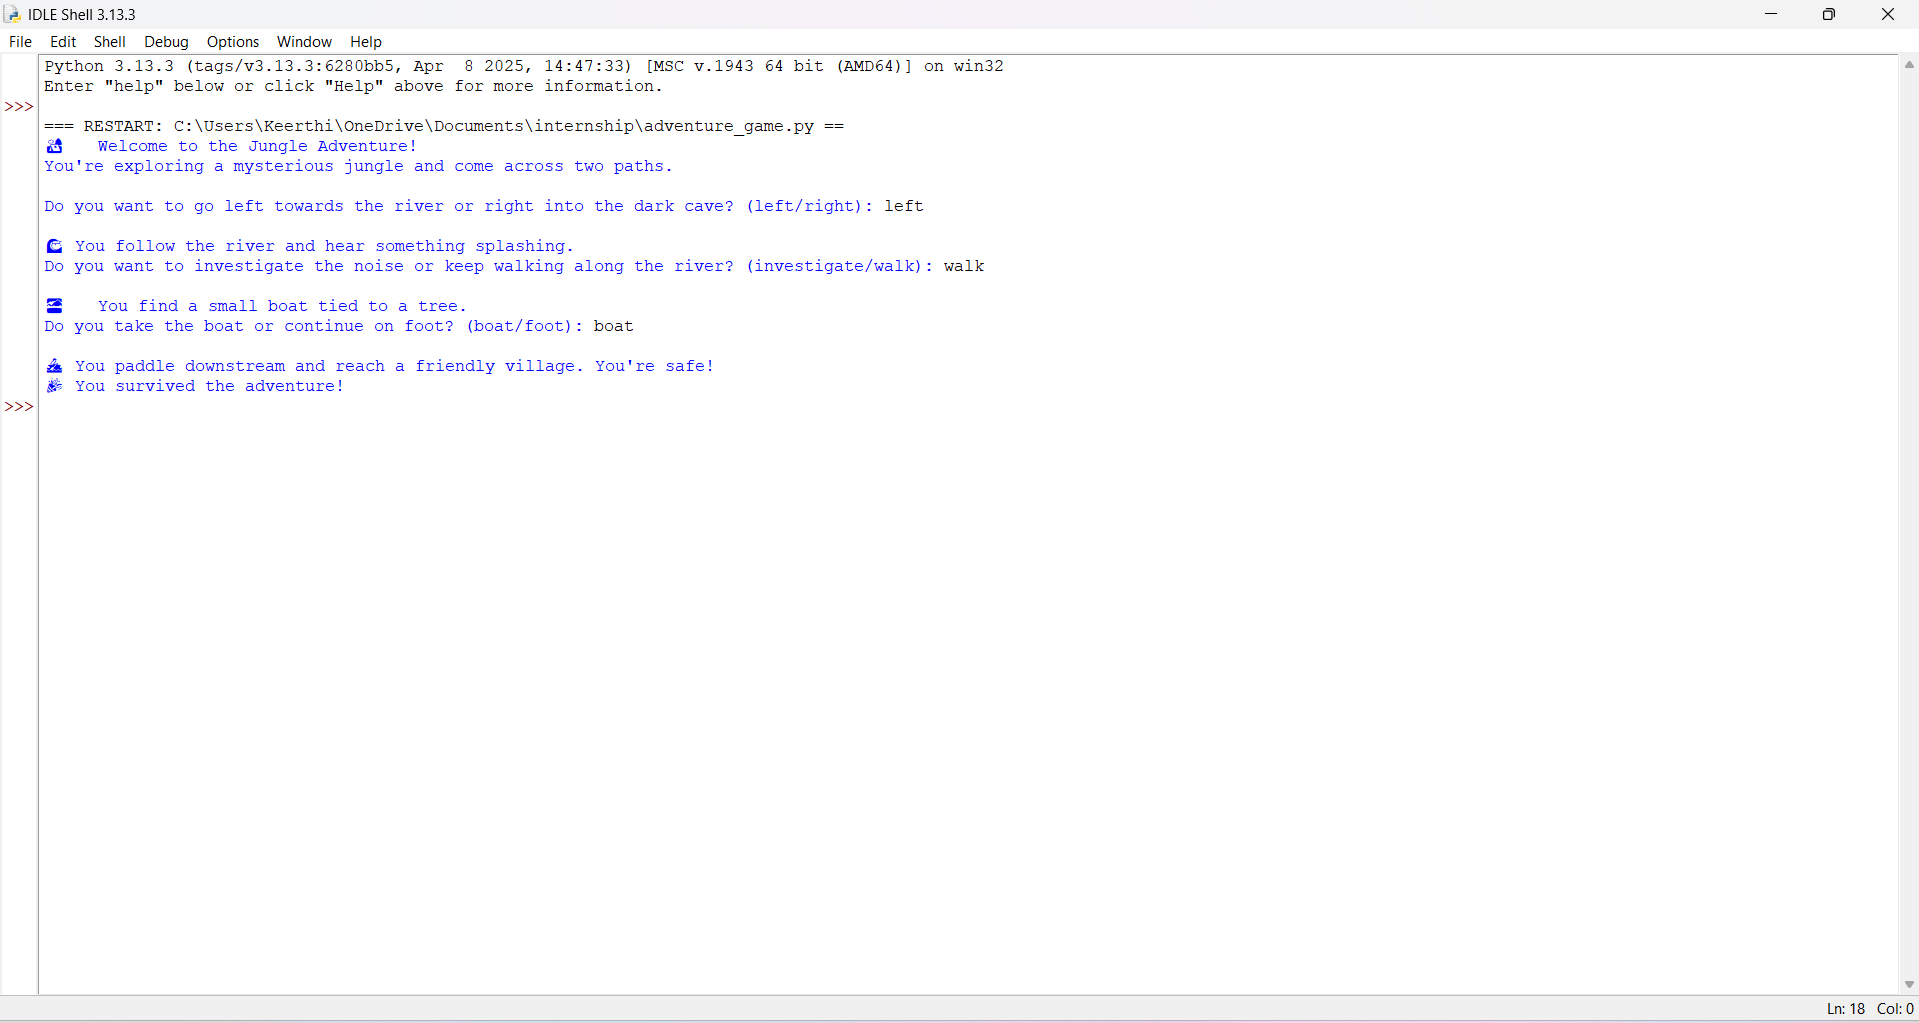 IDLE Shell 3.13.3
File Edit Shell Debug Options Window Help
Python 3.13.3 (tags/v3.13.3:6280bb5, Apr  8 2025, 14:47:33) [MSC v.1943 64 bit (AMD64)] on win32
Enter "help" below or click "Help" above for more information.
>>>
=== RESTART: C:\Users\Keerthi\OneDrive\Documents\internship\adventure_game.py ==
Welcome to the Jungle Adventure!
You're exploring a mysterious jungle and come across two paths.
Do you want to go left towards the river or right into the dark cave? (left/right): left
You follow the river and hear something splashing.
Do you want to investigate the noise or keep walking along the river? (investigate/walk): walk
You find a small boat tied to a tree.
Do you take the boat or continue on foot? (boat/foot): boat
You paddle downstream and reach a friendly village. You're safe!
You survived the adventure!
>>>
Ln: 18 Col: 0